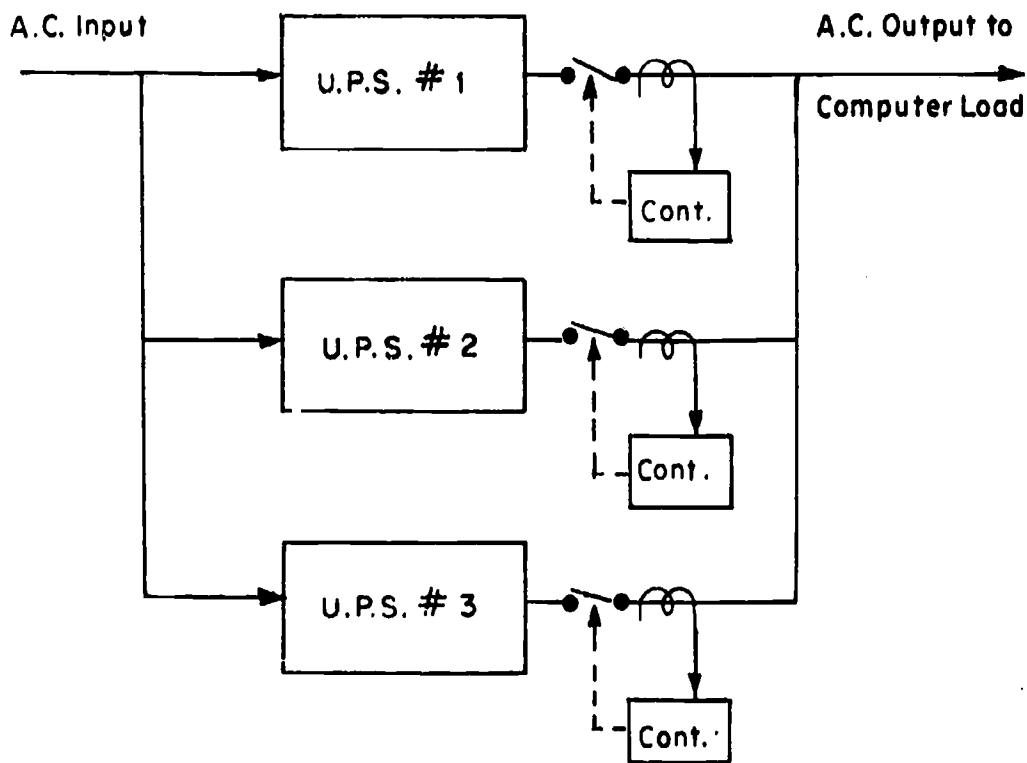 A.C. Input
A.C. Output to
Computer Load
U.P.S. # 1
Cont.
U.P.S. # 2
Cont.
U.P.S. # 3
Cont.